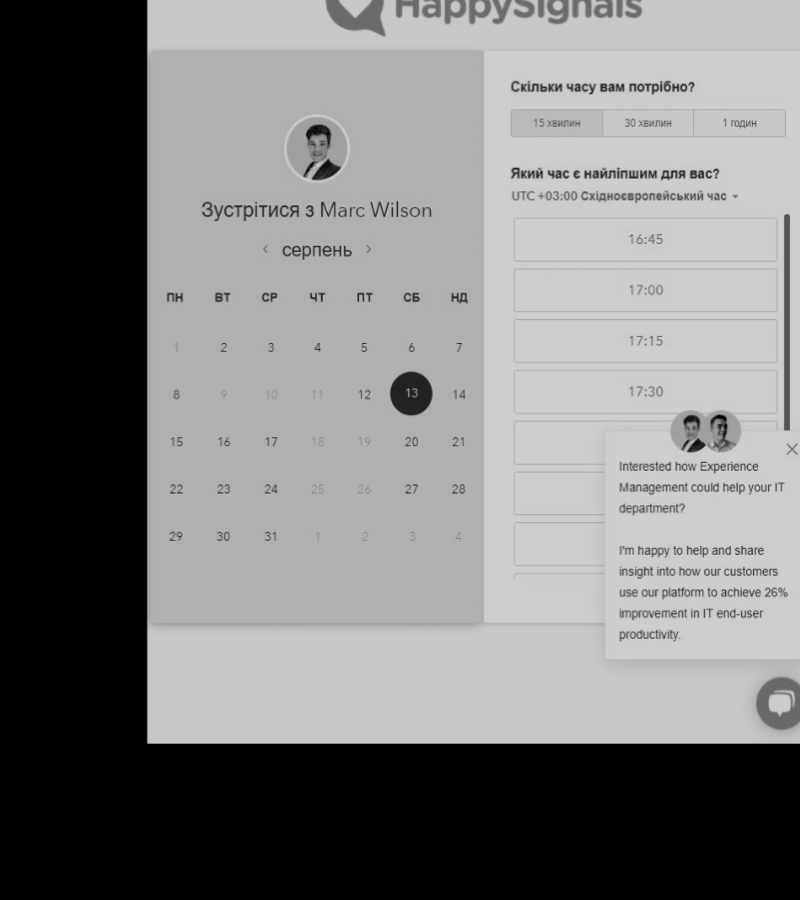 HappySignals
Зустрітися з Marc Wilson
серпень
ПН ВТ СР ЧТ ПТ СБ НД
1 2 3 4 5 6 7
8 9 10 11 12 13 14
15 16 17 18 19 20 21
22 23 24 25 26 27 28
29 30 31 1 2 3 4
Скільки часу вам потрібно?
15 хвилин 30 хвилин 1 годин
Який час є найліпшим для вас?
UTC +03:00 Східноєвропейський час
16:45
17:00
17:15
17:30
Interested how Experience
Management could help your IT
department?
I'm happy to help and share
insight into how our customers
use our platform to achieve 26%
improvement in IT end-user
productivity.